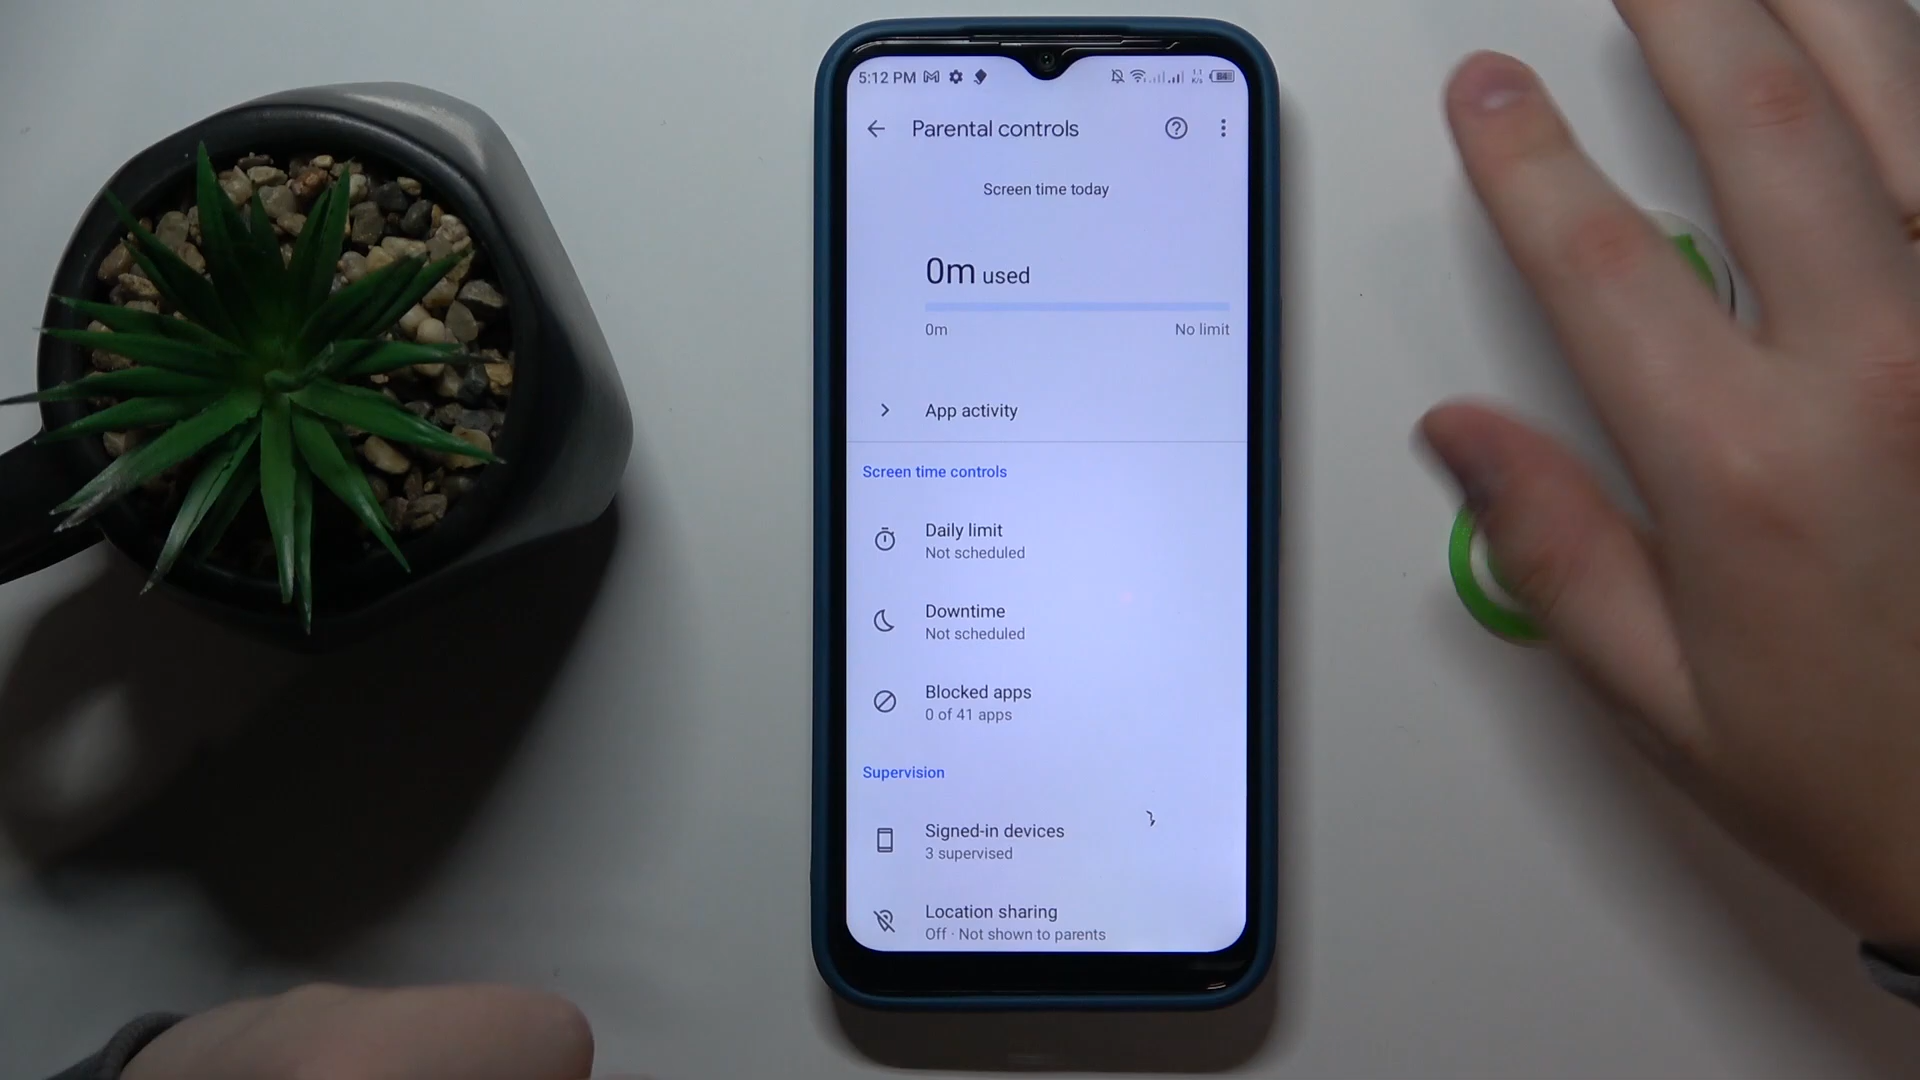 5:12 PM
84
Parental controls
Screen time today
0m used
0m No limit
App activity
Screen time controls
Daily limit
Not scheduled
Downtime
Not scheduled
Blocked apps
0 of 41 apps
Supervision
Signed-in devices
3 supervised
Location sharing
Off · Not shown to parents